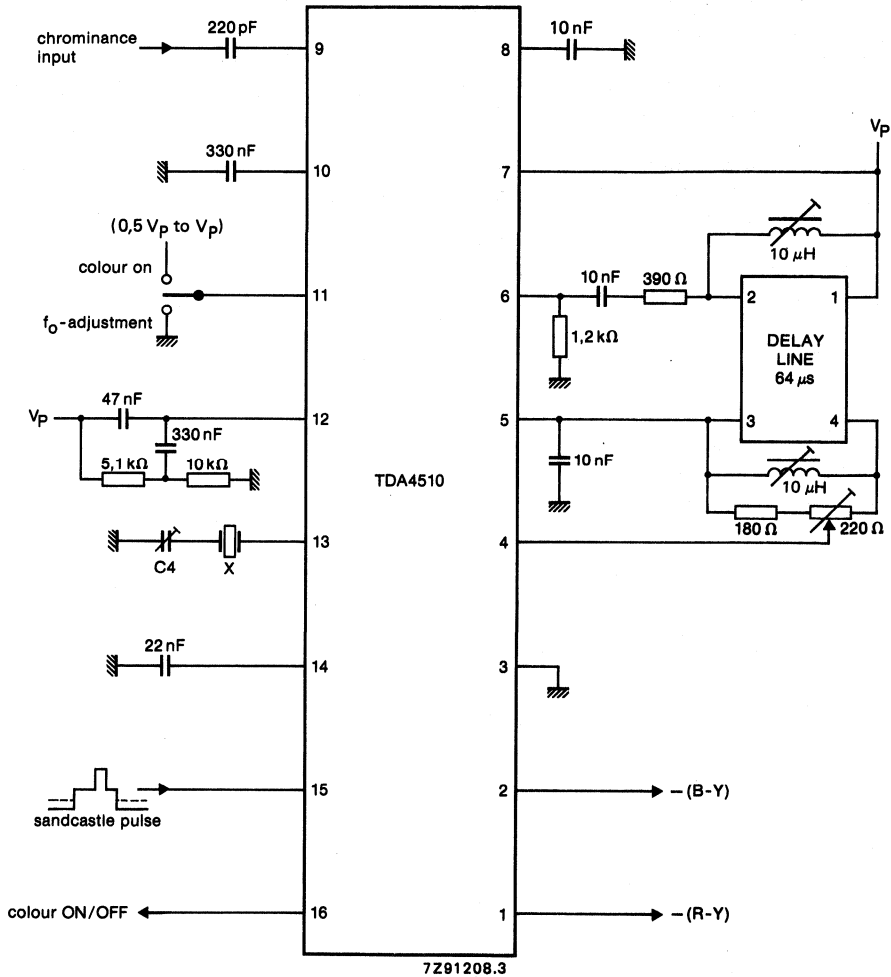 chrominance
input
220 pF
9
8
10 nF
330 nF
10
7
V_P
(0,5 V_P to V_P)
colour on
11
f_o-adjustment
10 μH
10 nF
390 Ω
6
1,2 kΩ
2
1
DELAY
LINE
64 μs
3
4
V_P
47 nF
12
330 nF
5,1 kΩ
10 kΩ
5
10 nF
10 μH
180 Ω
220 Ω
TDA4510
C4
X
13
4
22 nF
14
3
15
sandcastle pulse
2
–(B-Y)
colour ON/OFF
16
1
–(R-Y)
7Z91208.3